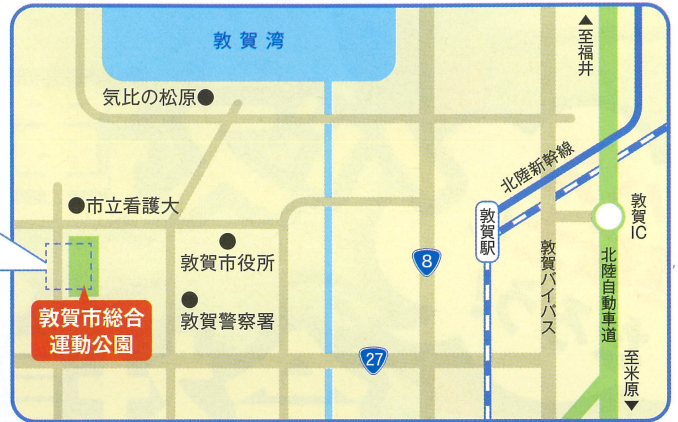 敦賀湾
至福井
気比の松原
北陸新幹線
市立看護大
敦賀駅
敦賀IC
敦賀市役所
8
敦賀バイパス
北陸自動車道
敦賀警察署
敦賀市総合
運動公園
27
至米原